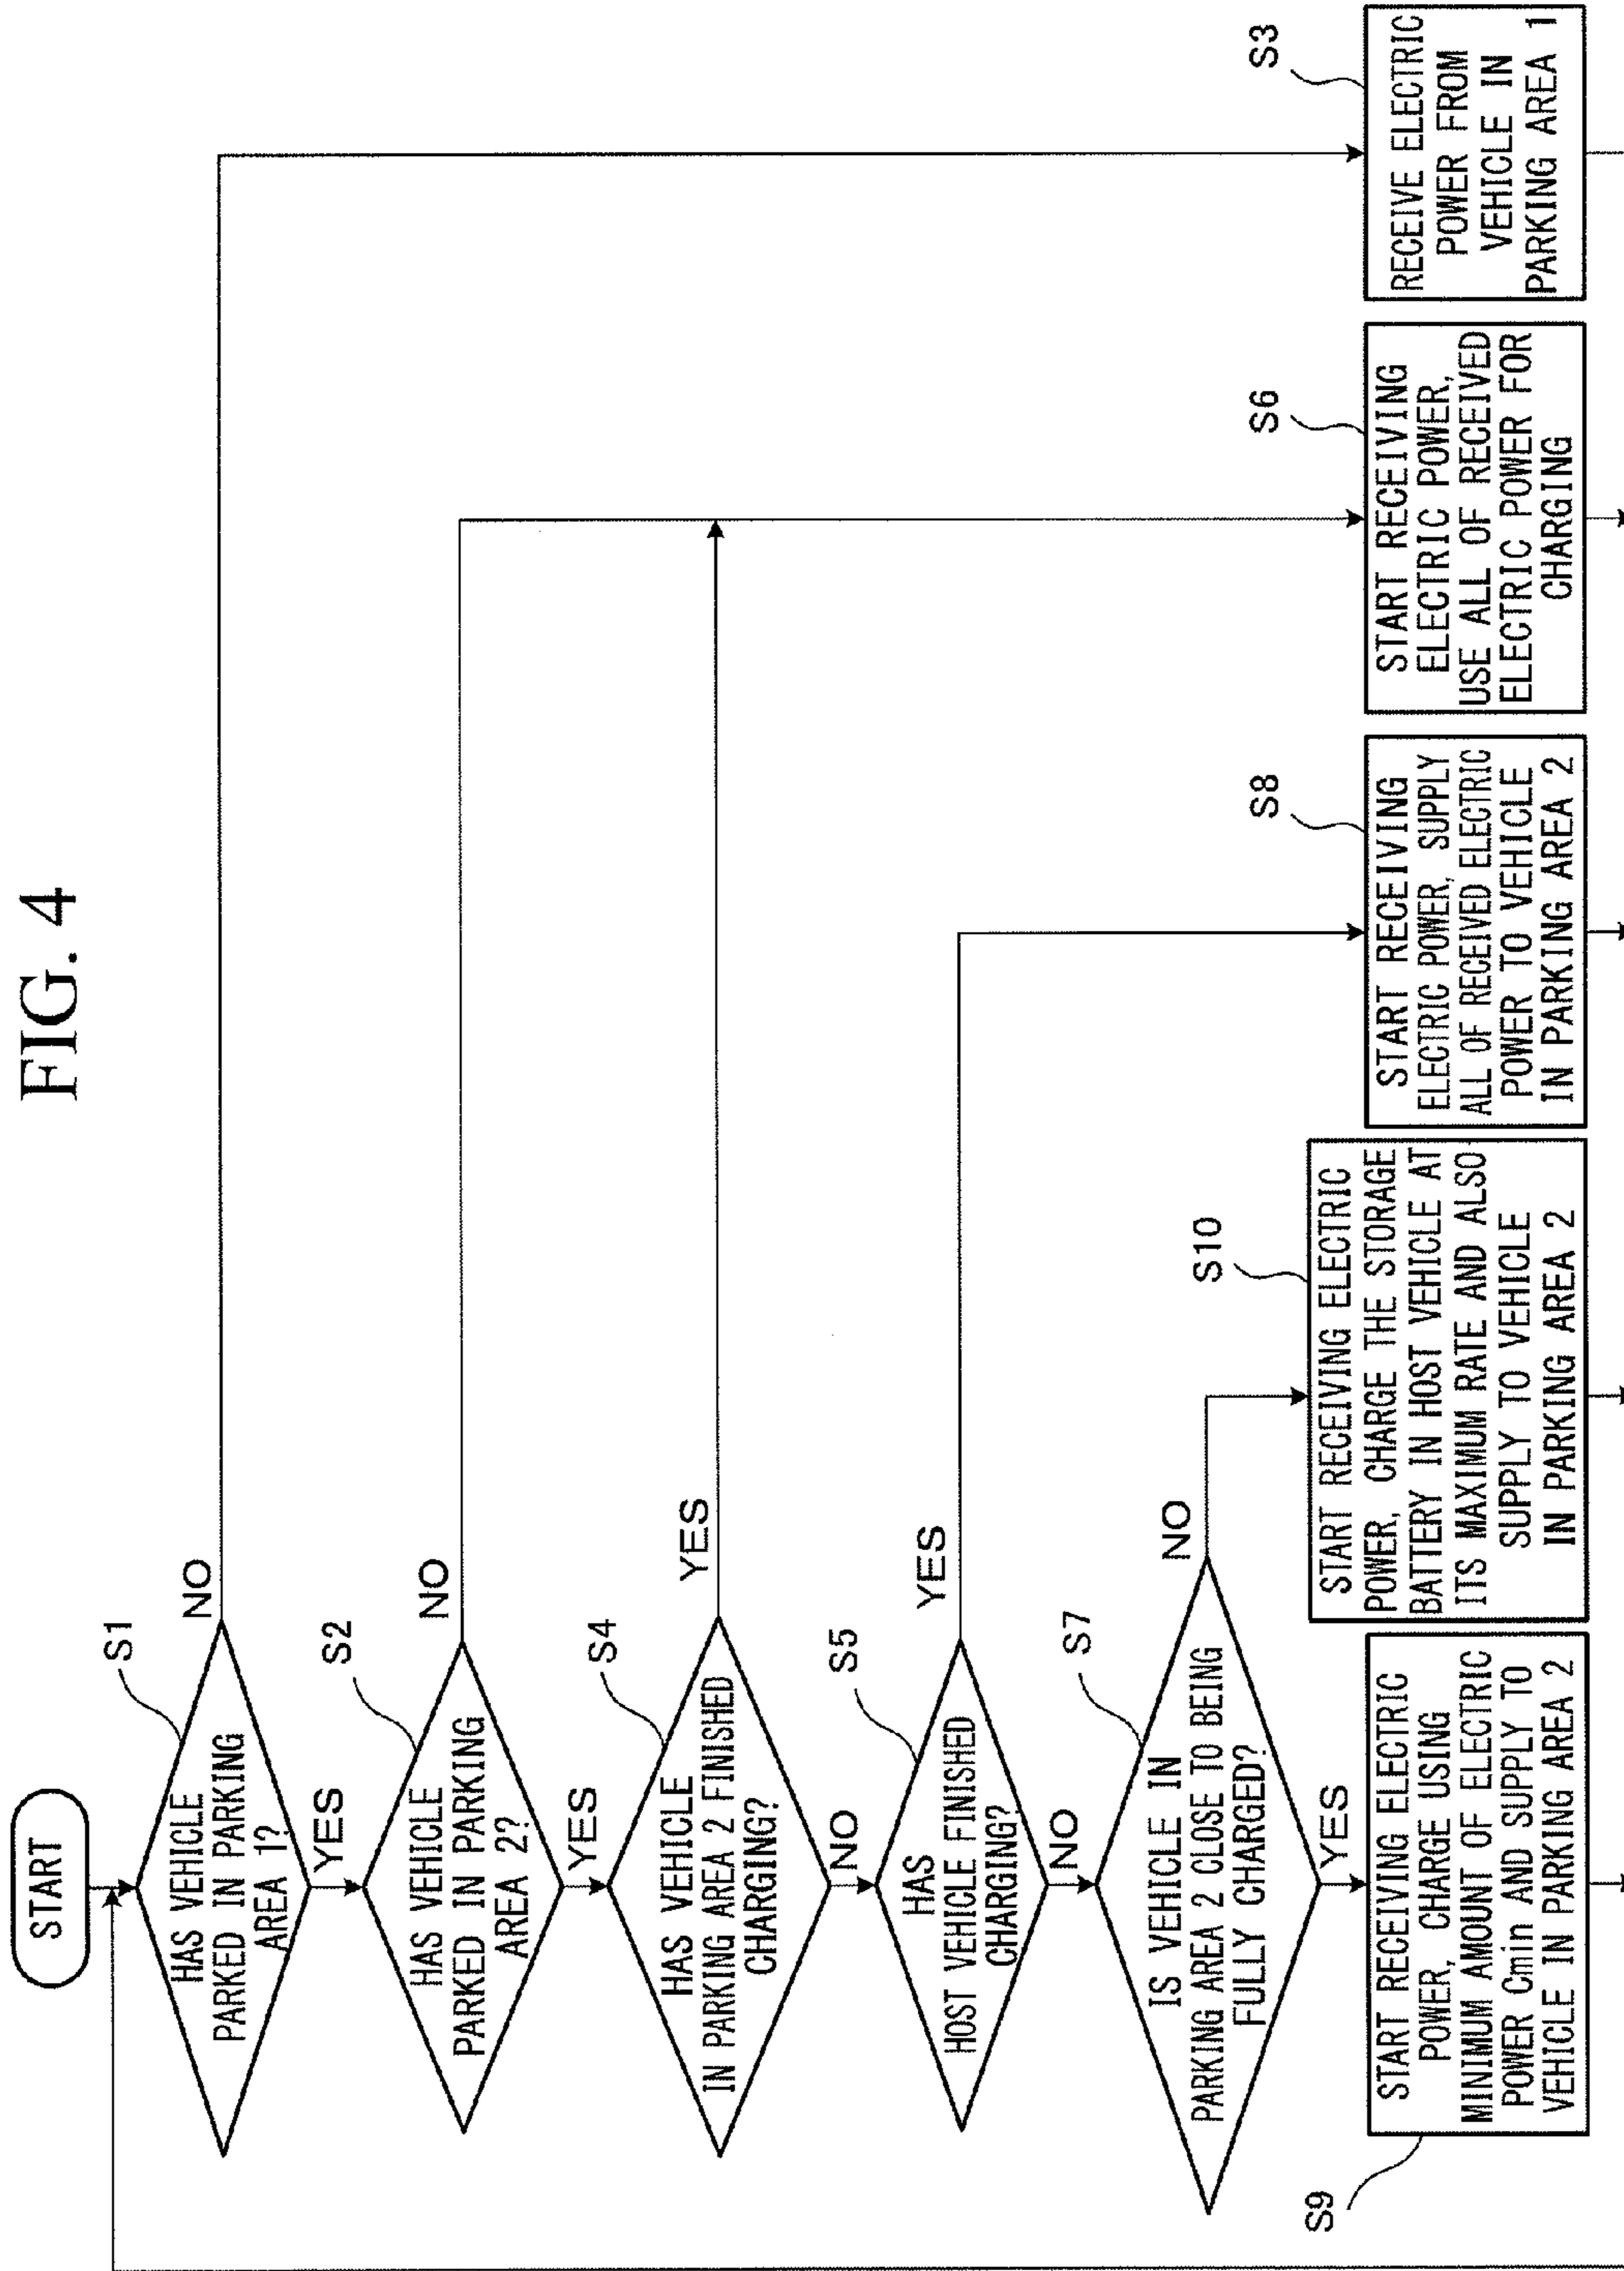 FIG. 4
START
S1
HAS VEHICLE
PARKED IN PARKING
AREA 1?
NO
YES
S2
HAS VEHICLE
PARKED IN PARKING
AREA 2?
NO
YES
S4
HAS VEHICLE
IN PARKING AREA 2 FINISHED
CHARGING?
YES
NO
S5
HAS
HOST VEHICLE FINISHED
CHARGING?
YES
NO
S7
IS VEHICLE IN
PARKING AREA 2 CLOSE TO BEING
FULLY CHARGED?
NO
YES
S9
START RECEIVING ELECTRIC
POWER, CHARGE USING
MINIMUM AMOUNT OF ELECTRIC
POWER Cmin AND SUPPLY TO
VEHICLE IN PARKING AREA 2
S10
START RECEIVING ELECTRIC
POWER, CHARGE THE STORAGE
BATTERY IN HOST VEHICLE AT
ITS MAXIMUM RATE AND ALSO
SUPPLY TO VEHICLE
IN PARKING AREA 2
S8
START RECEIVING
ELECTRIC POWER, SUPPLY
ALL OF RECEIVED ELECTRIC
POWER TO VEHICLE
IN PARKING AREA 2
S6
START RECEIVING
ELECTRIC POWER,
USE ALL OF RECEIVED
ELECTRIC POWER FOR
CHARGING
S3
RECEIVE ELECTRIC
POWER FROM
VEHICLE IN
PARKING AREA 1